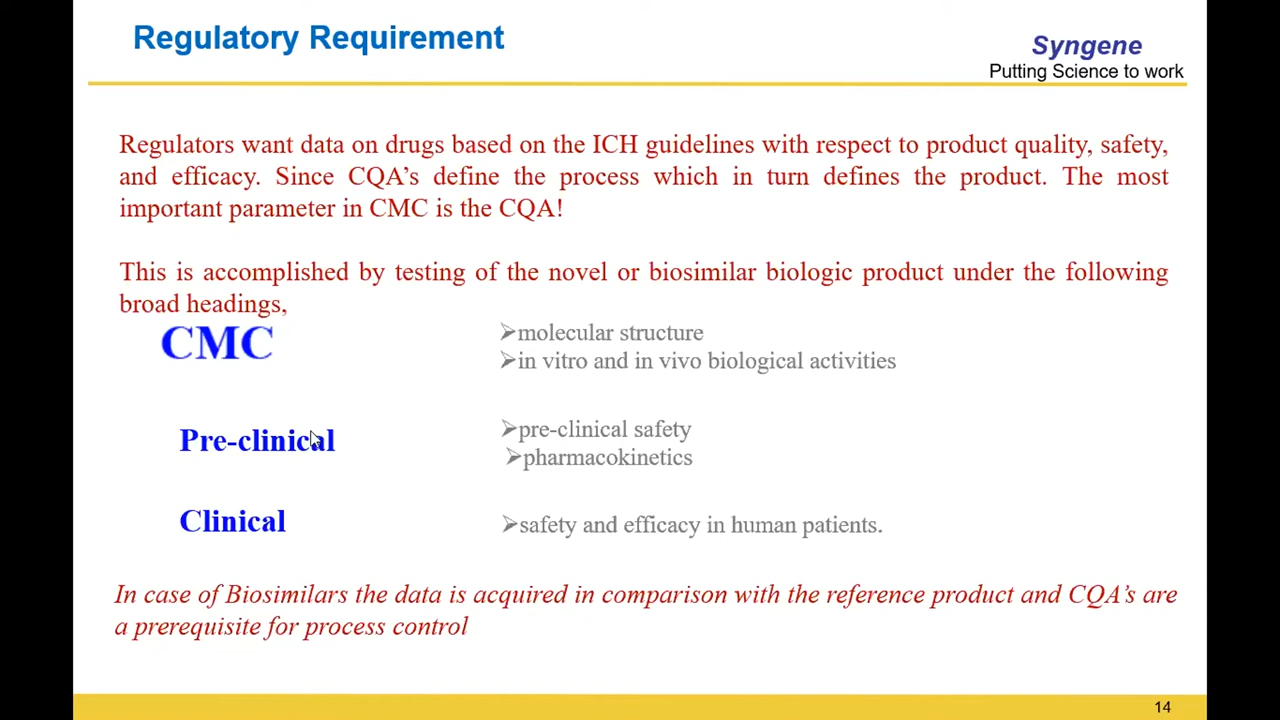 Regulatory Requirement
Syngene
Putting Science to work
Regulators want data on drugs based on the ICH guidelines with respect to product quality, safety,
and efficacy. Since CQA’s define the process which in turn defines the product. The most
important parameter in CMC is the CQA!
This is accomplished by testing of the novel or biosimilar biologic product under the following
broad headings,
CMC
➢molecular structure
➢in vitro and in vivo biological activities
Pre-clinical
➢pre-clinical safety
➢pharmacokinetics
Clinical
➢safety and efficacy in human patients.
In case of Biosimilars the data is acquired in comparison with the reference product and CQA’s are
a prerequisite for process control
14